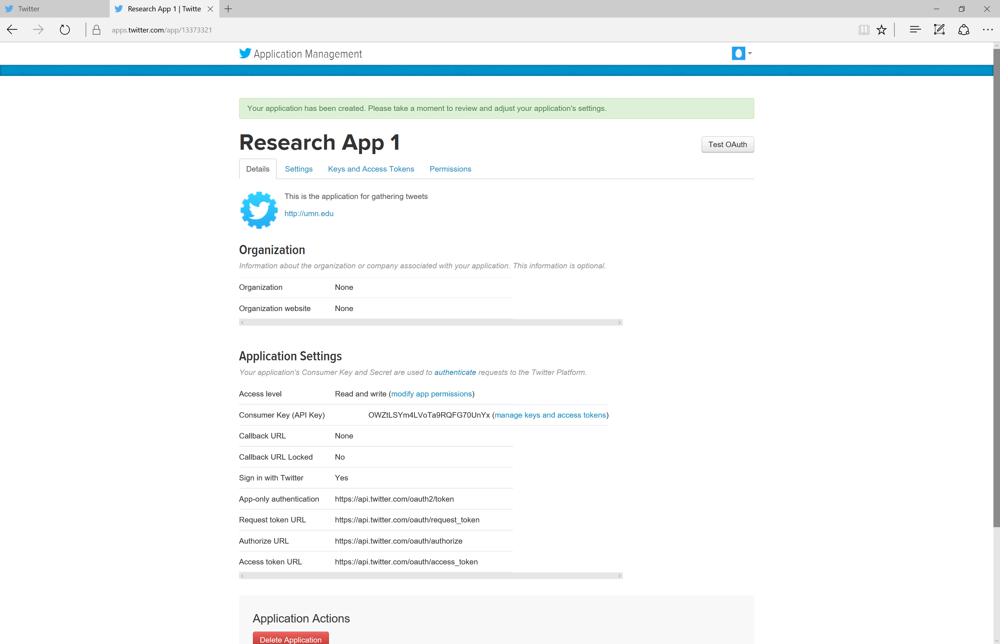 Twitter
Research App 1 | Twitte
apps.twitter.com/app/13373321
Application Management
Your application has been created. Please take a moment to review and adjust your application's settings.
Research App 1
Test OAuth
Details Settings Keys and Access Tokens Permissions
This is the application for gathering tweets
http://umn.edu
Organization
Information about the organization or company associated with your application. This information is optional.
Organization None
Organization website None
Application Settings
Your application's Consumer Key and Secret are used to authenticate requests to the Twitter Platform.
Access level Read and write (modify app permissions)
Consumer Key (API Key) OWZtLSYm4LVoTa9RQFG70UnYx (manage keys and access tokens)
Callback URL None
Callback URL Locked No
Sign in with Twitter Yes
App-only authentication https://api.twitter.com/oauth2/token
Request token URL https://api.twitter.com/oauth/request_token
Authorize URL https://api.twitter.com/oauth/authorize
Access token URL https://api.twitter.com/oauth/access_token
Application Actions
Delete Application